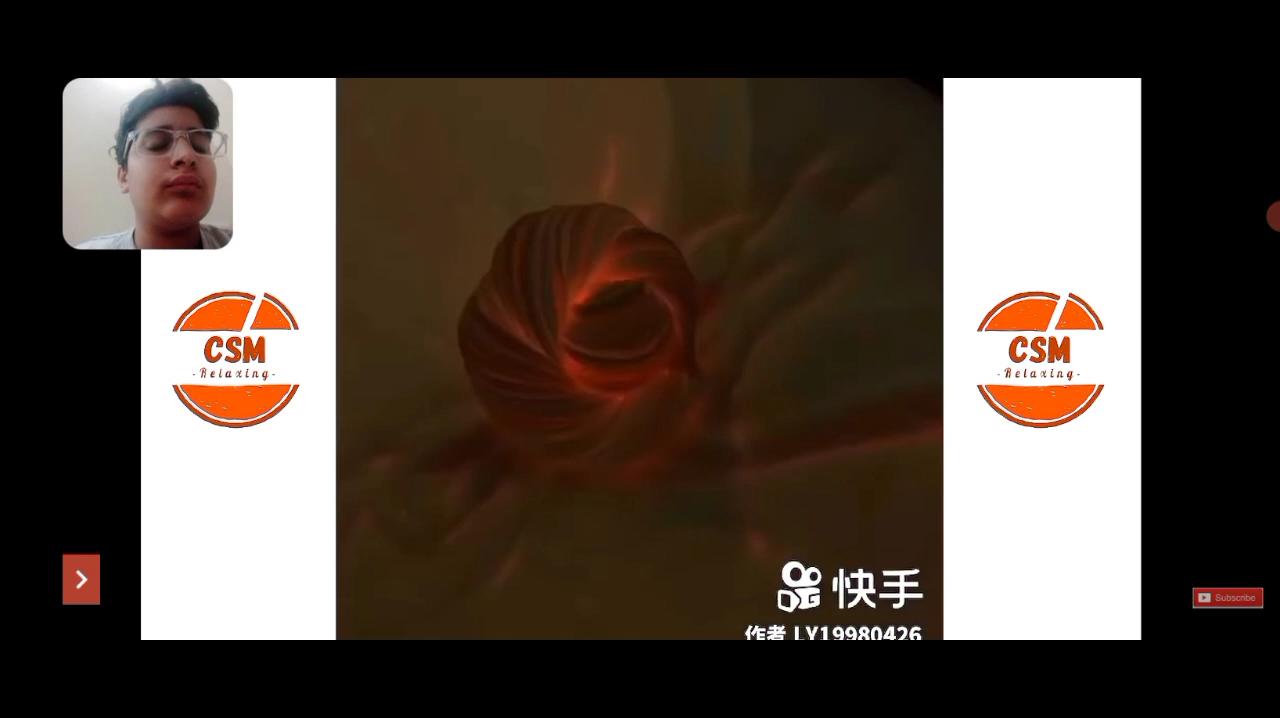 CSM
-Relaxing-
CSM
-Relaxing-
快手
作者 LY19980426
Subscribe